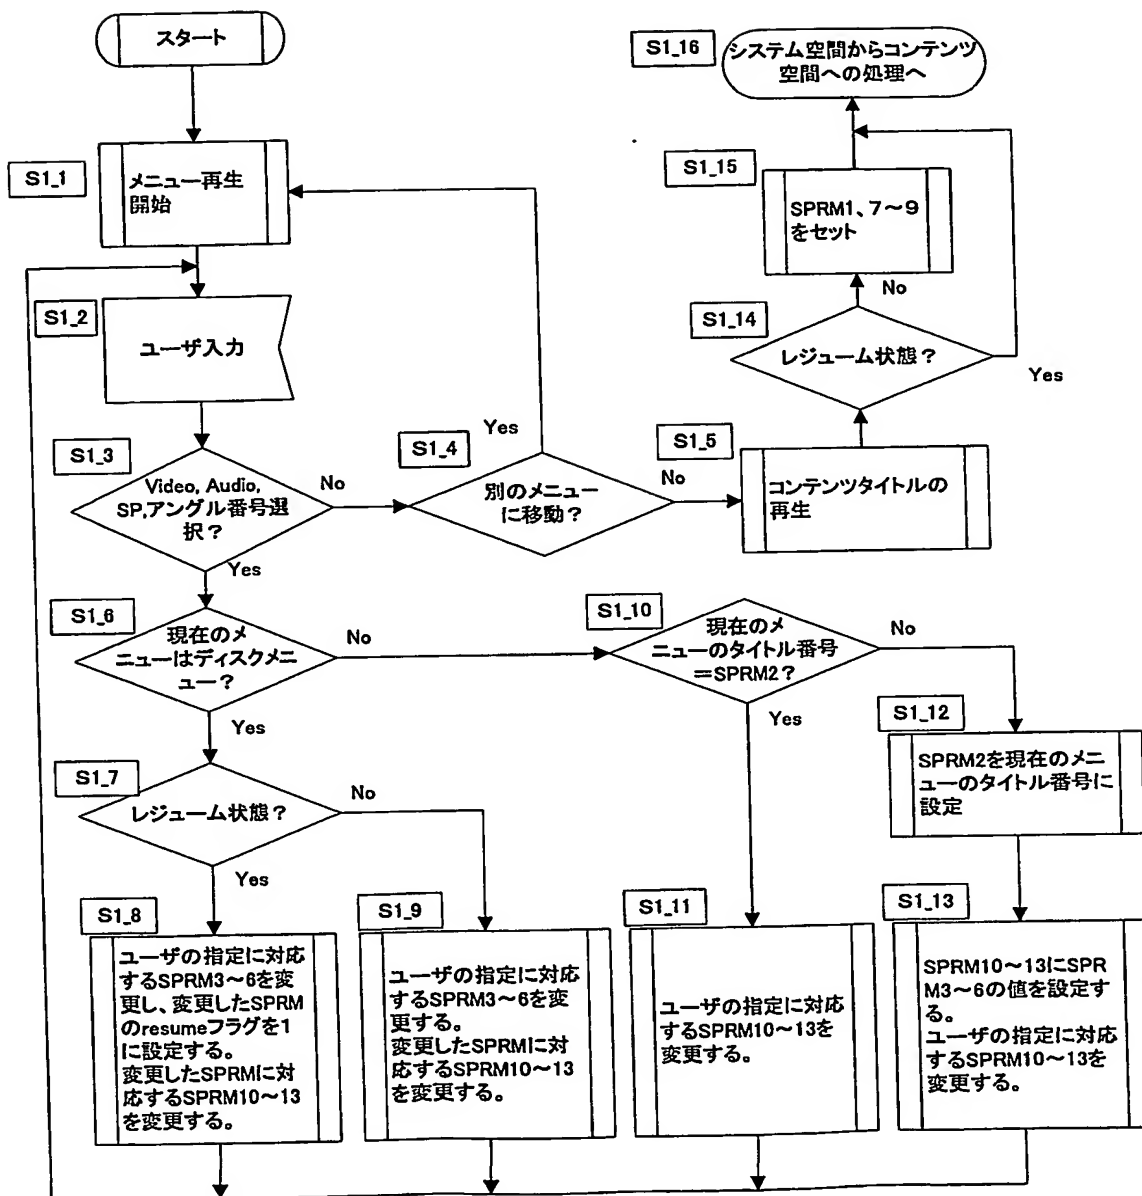 スタート
S1_16
システム空間からコンテンツ
空間への処理へ
S1_1
メニュー再生
開始
S1_15
SPRM1、7～9
をセット
No
S1_2
ユーザ入力
S1_14
レジューム状態？
Yes
S1_3
Video, Audio,
SP,アングル番号選
択？
No
Yes
S1_4
別のメニュー
に移動？
Yes
No
S1_5
コンテンツタイトルの
再生
S1_6
現在のメ
ニューはディスクメニ
ュー？
No
Yes
S1_10
現在のメ
ニューのタイトル番号
＝SPRM2？
No
Yes
S1_12
SPRM2を現在のメニ
ューのタイトル番号に
設定
S1_7
レジューム状態？
No
Yes
S1_8
ユーザの指定に対応
するSPRM3～6を変
更し、変更したSPRM
のresumeフラグを1
に設定する。
変更したSPRMに対
応するSPRM10～13
を変更する。
S1_9
ユーザの指定に対応
するSPRM3～6を変
更する。
変更したSPRMに対
応するSPRM10～13
を変更する。
S1_11
ユーザの指定に対応
するSPRM10～13を
変更する。
S1_13
SPRM10～13にSPR
M3～6の値を設定す
る。
ユーザの指定に対応
するSPRM10～13を
変更する。